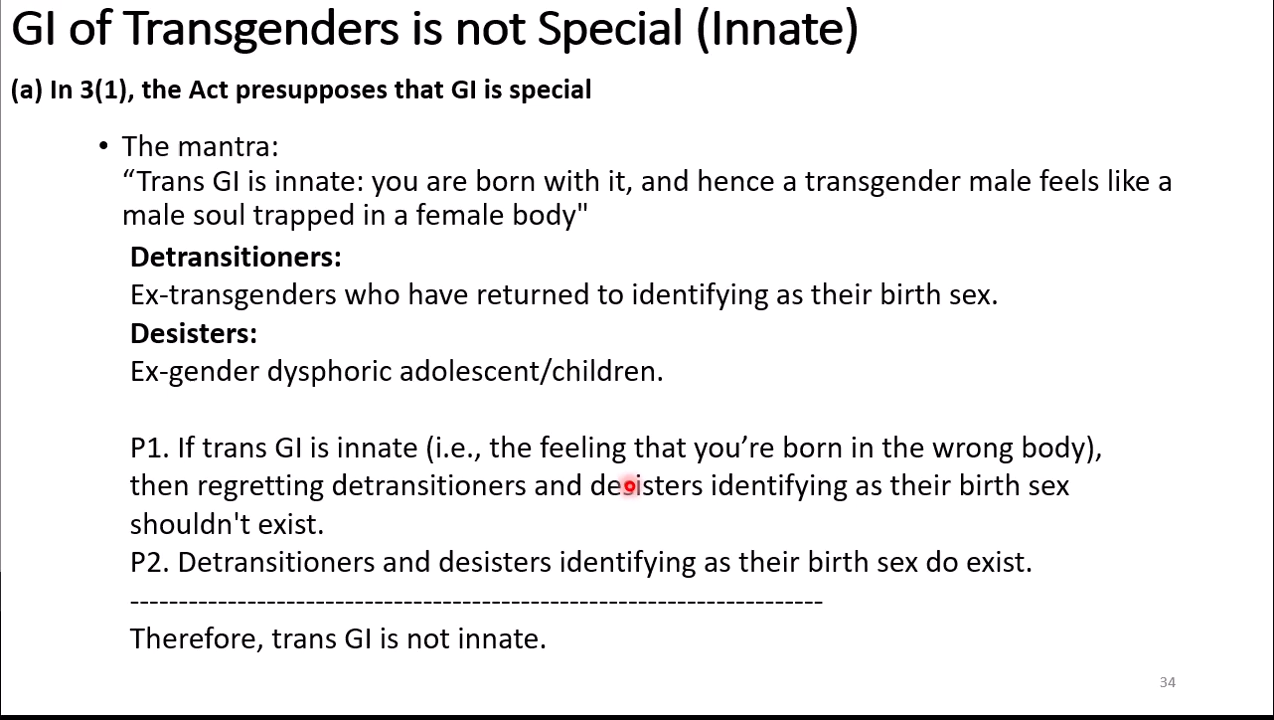 GI of Transgenders is not Special (Innate)
(a) In 3(1), the Act presupposes that GI is special
• The mantra:
“Trans GI is innate: you are born with it, and hence a transgender male feels like a
male soul trapped in a female body"
Detransitioners:
Ex-transgenders who have returned to identifying as their birth sex.
Desisters:
Ex-gender dysphoric adolescent/children.
P1. If trans GI is innate (i.e., the feeling that you’re born in the wrong body),
then regretting detransitioners and desisters identifying as their birth sex
shouldn't exist.
P2. Detransitioners and desisters identifying as their birth sex do exist.
-----------------------------------------------------------------------
Therefore, trans GI is not innate.
34